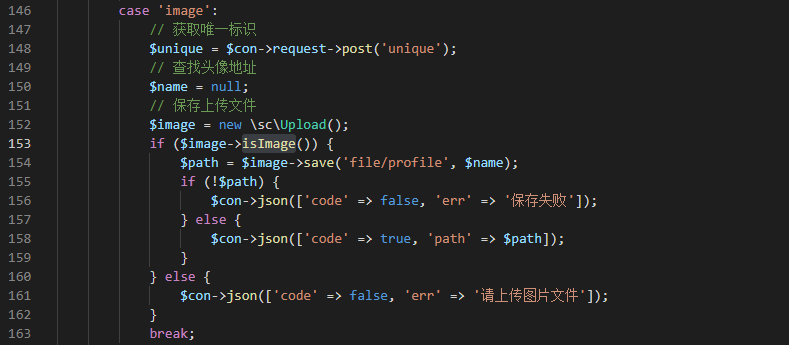 146 case 'image':
147 // 获取唯一标识
148 $unique = $con->request->post('unique');
149 // 查找头像地址
150 $name = null;
151 // 保存上传文件
152 $image = new \sc\Upload();
153 if ($image->isImage()) {
154 $path = $image->save('file/profile', $name);
155 if (!$path) {
156 $con->json(['code' => false, 'err' => '保存失败']);
157 } else {
158 $con->json(['code' => true, 'path' => $path]);
159 }
160 } else {
161 $con->json(['code' => false, 'err' => '请上传图片文件']);
162 }
163 break;